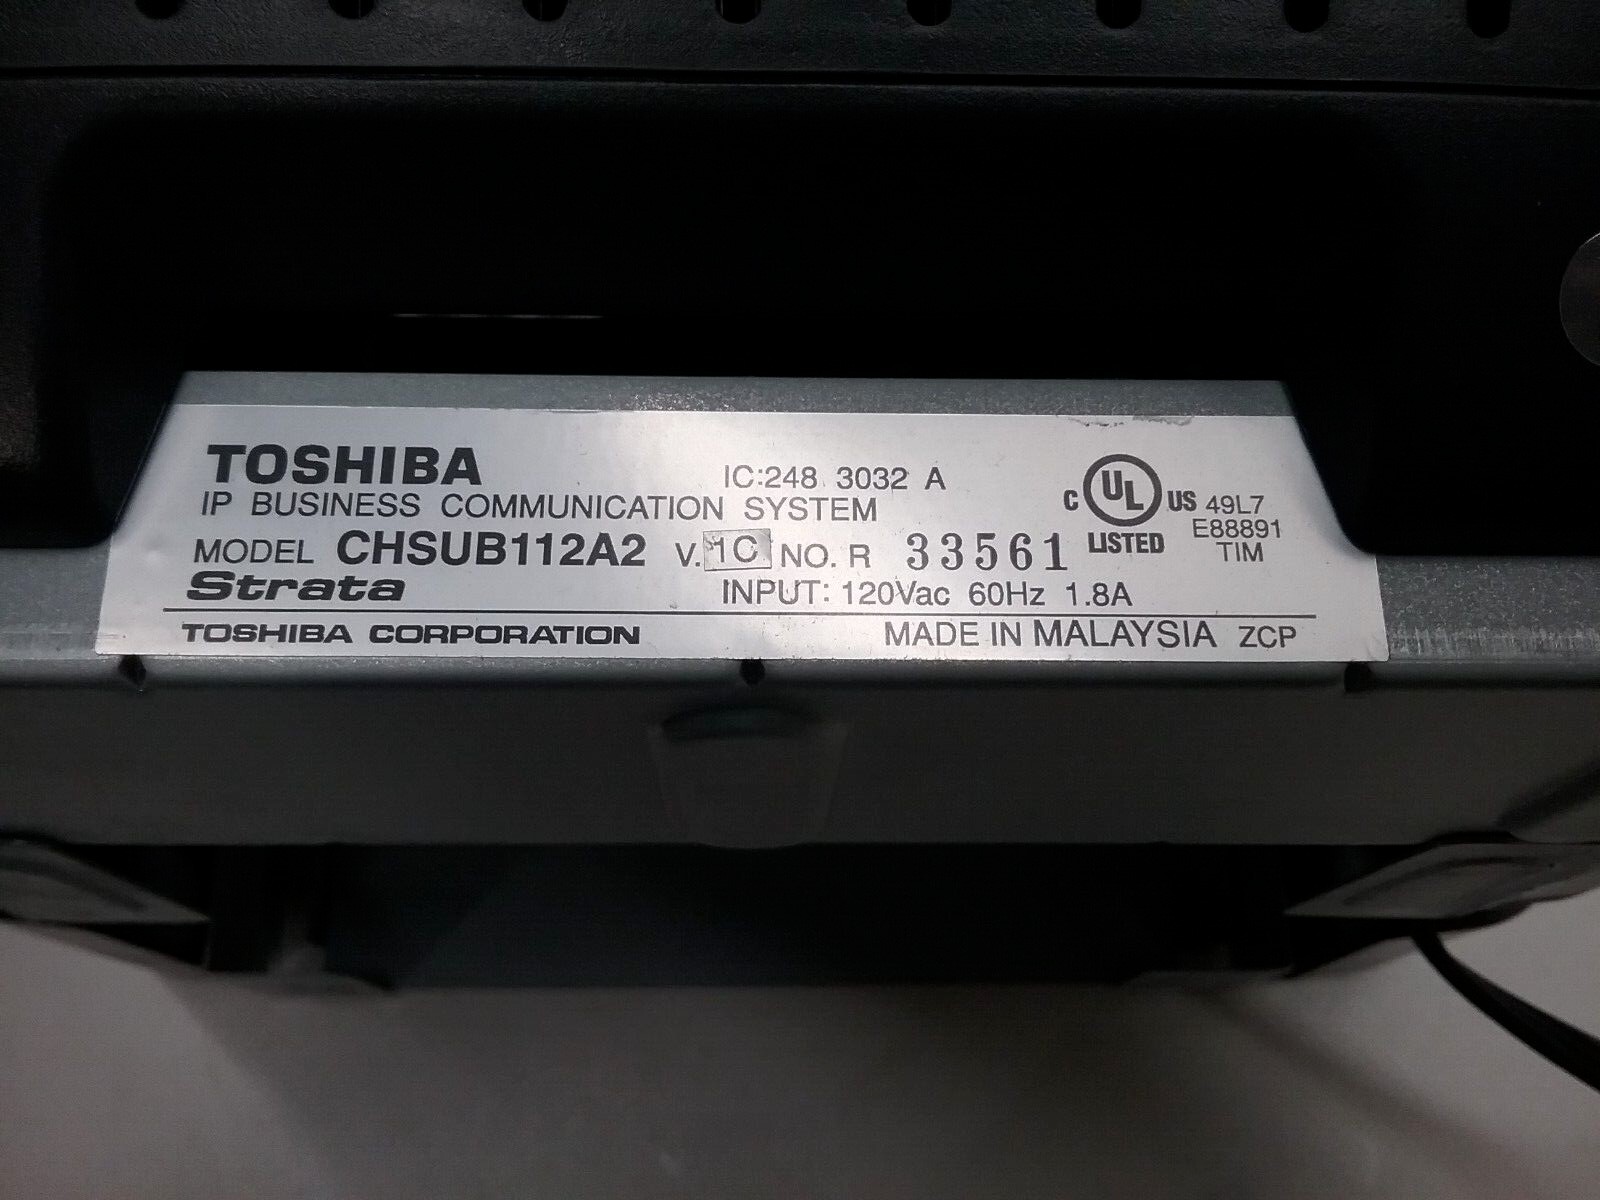 TOSHIBA IC:248 3032 A
IP BUSINESS COMMUNICATION SYSTEM
MODEL CHSUB112A2 V.1C NO. R 33561
Strata INPUT: 120Vac 60Hz 1.8A
TOSHIBA CORPORATION MADE IN MALAYSIA ZCP
C UL US 49L7
LISTED E88891
TIM